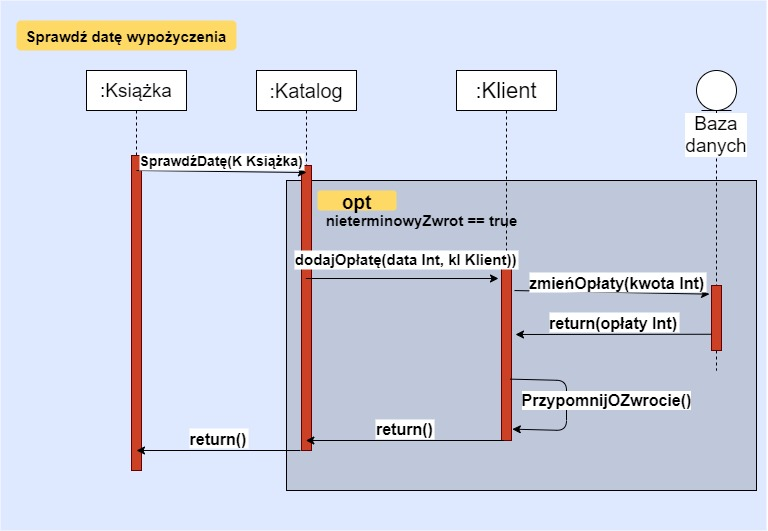 Sprawdź datę wypożyczenia
:Książka
:Katalog
:Klient
Baza
danych
SprawdźDatę(K Książka)
opt
nieterminowyZwrot == true
dodajOpłatę(data Int, kl Klient))
zmieńOpłaty(kwota Int)
return(opłaty Int)
PrzypomnijOZwrocie()
return()
return()